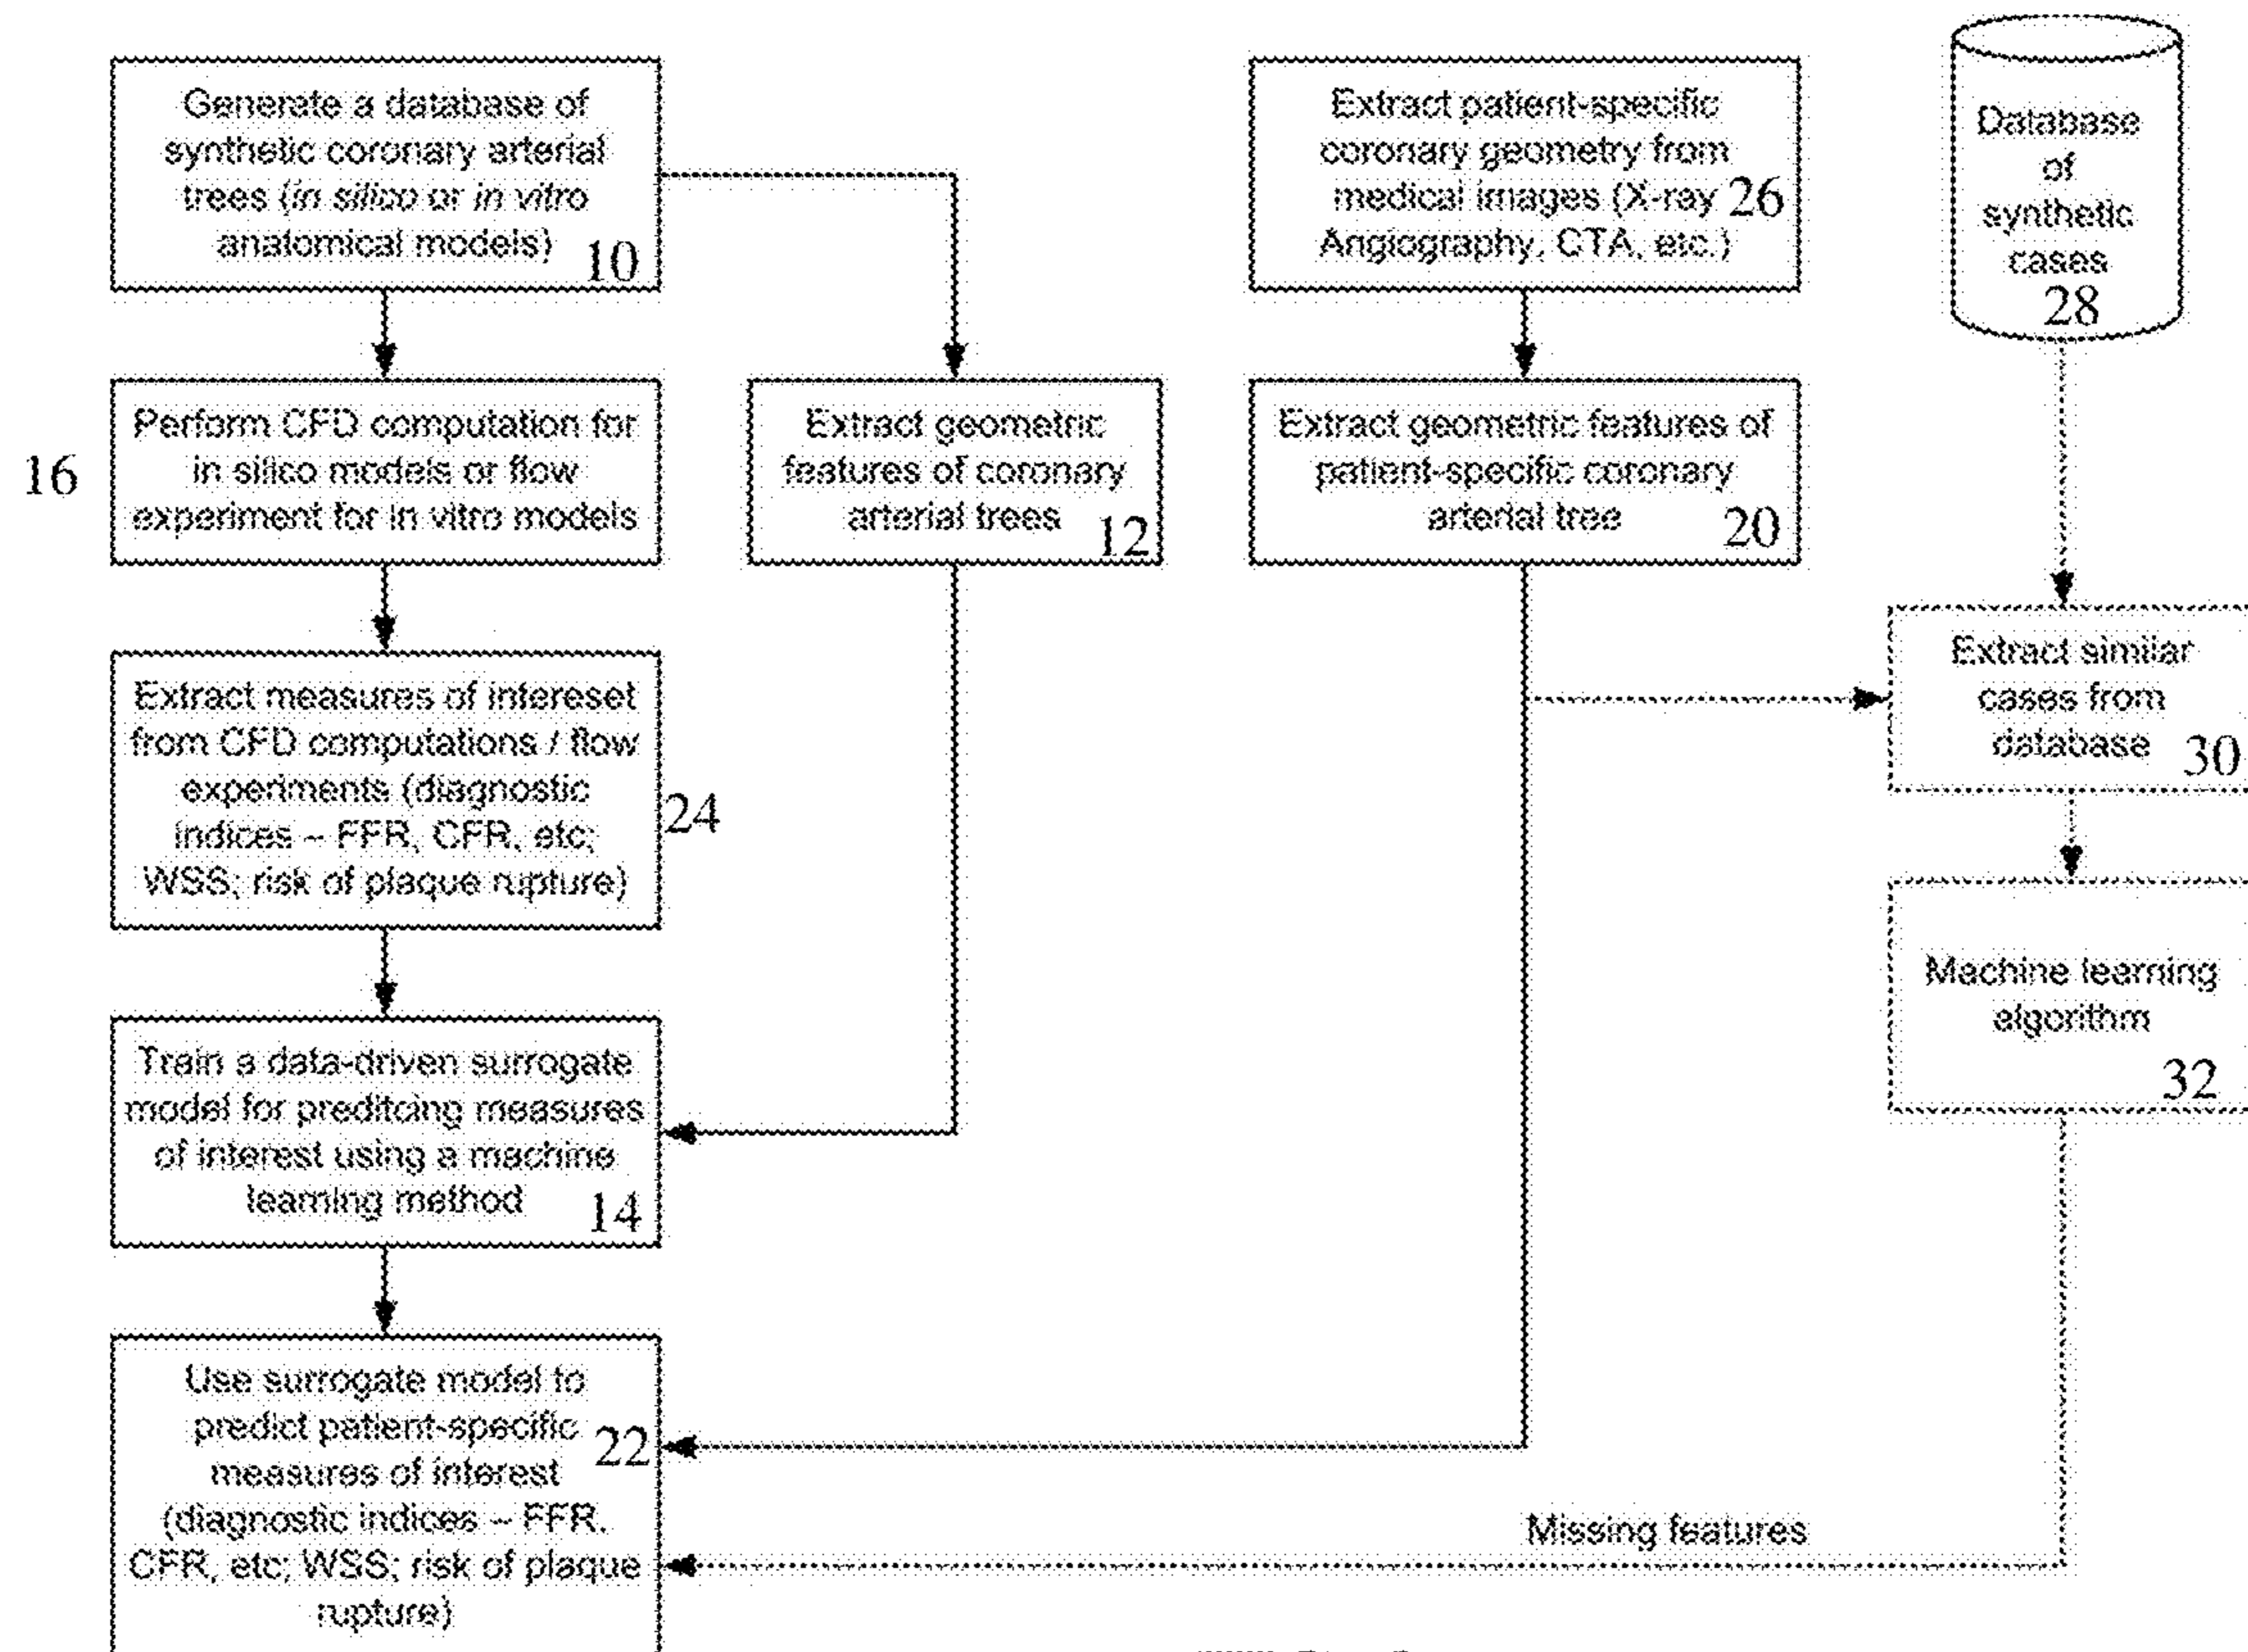 Generate a database of
synthetic coronary arterial
trees (in silico or in vitro
anatomical models)
10
Perform CFD computation for
in silico models or flow
experiment for in vitro models
16
Extract measures of intereset
from CFD computations / flow
experiments (diagnostic
indices – FFR, CFR, etc;
WSS; risk of plaque rupture)
24
Train a data-driven surrogate
model for preditcing measures
of interest using a machine
learning method
14
Use surrogate model to
predict patient-specific
measures of interest
(diagnostic indices – FFR,
CFR, etc; WSS; risk of plaque
rupture)
22
Extract geometric
features of coronary
arterial trees
12
Extract patient-specific
coronary geometry from
medical images (X-ray
Angiography, CTA, etc.)
26
Extract geometric features of
patient-specific coronary
arterial tree
20
Database
of
synthetic
cases
28
Extract similar
cases from
database
30
Machine learning
algorithm
32
Missing features